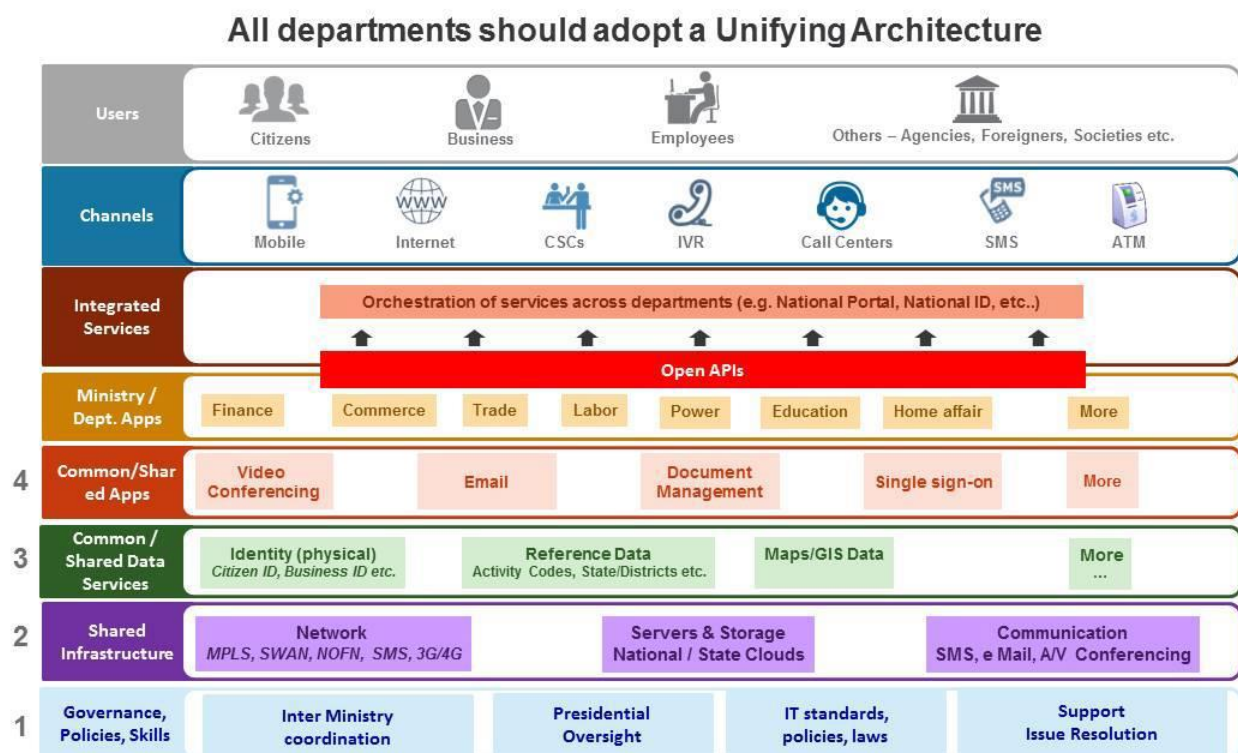 All departments should adopt a Unifying Architecture
Users
Citizens
Business
Employees
Others – Agencies, Foreigners, Societies etc.
Channels
WWW
SMS
Mobile
Internet
CSCs
IVR
Call Centers
SMS
ATM
Integrated
Services
Orchestration of services across departments (e.g. National Portal, National ID, etc..)
Open APIs
Ministry /
Dept. Apps
Finance
Commerce
Trade
Labor
Power
Education
Home affair
More
4
Common/Shar
ed Apps
Video
Conferencing
Email
Document
Management
Single sign-on
More
3
Common /
Shared Data
Services
Identity (physical)
Citizen ID, Business ID etc.
Reference Data
Activity Codes, State/Districts etc.
Maps/GIS Data
More
...
2
Shared
Infrastructure
Network
MPLS, SWAN, NOFN, SMS, 3G/4G
Servers & Storage
National / State Clouds
Communication
SMS, e Mail, A/V Conferencing
1
Governance,
Policies, Skills
Inter Ministry
coordination
Presidential
Oversight
IT standards,
policies, laws
Support
Issue Resolution